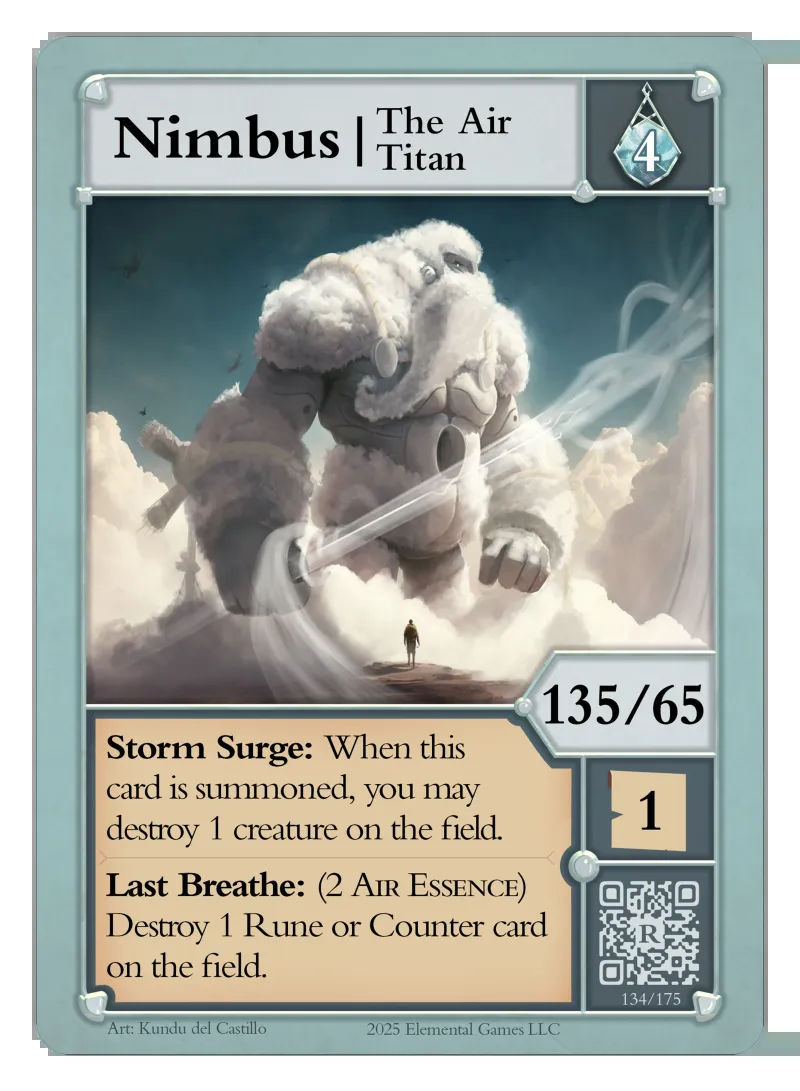 Nimbus | The Air
Titan
4
135/65
Storm Surge: When this
card is summoned, you may
destroy 1 creature on the field.
1
Last Breathe: (2 Air Essence)
Destroy 1 Rune or Counter card
on the field.
R
134/175
Art: Kundu del Castillo
2025 Elemental Games LLC